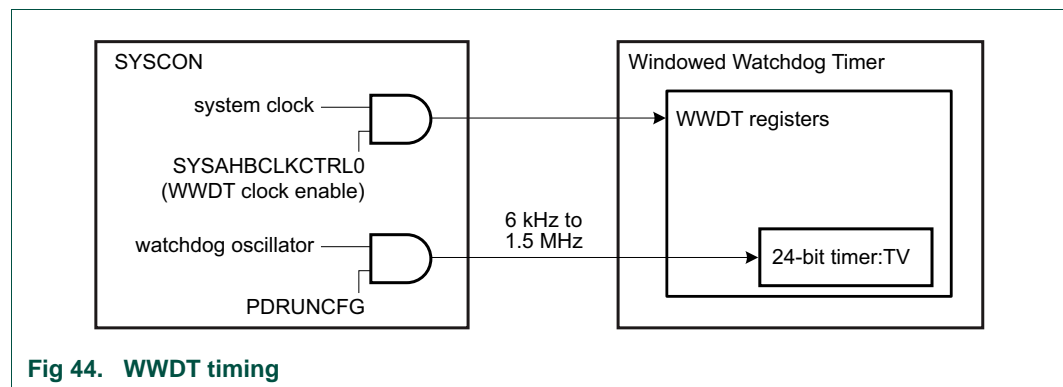 SYSCON
system clock
SYSAHBCLKCTRL0
(WWDT clock enable)
watchdog oscillator
PDRUNCFG
6 kHz to
1.5 MHz
Windowed Watchdog Timer
WWDT registers
24-bit timer:TV
Fig 44. WWDT timing